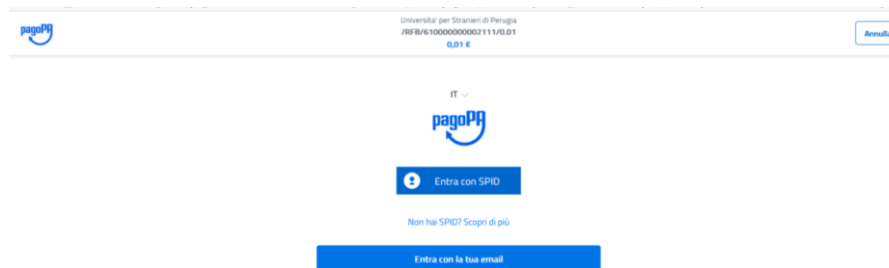 pagoPA
Universita' per Stranieri di Perugia
/RFB/610000000002111/0.01
0,01 €
Annulla
IT
pagoPA
Entra con SPID
Non hai SPID? Scopri di più
Entra con la tua email